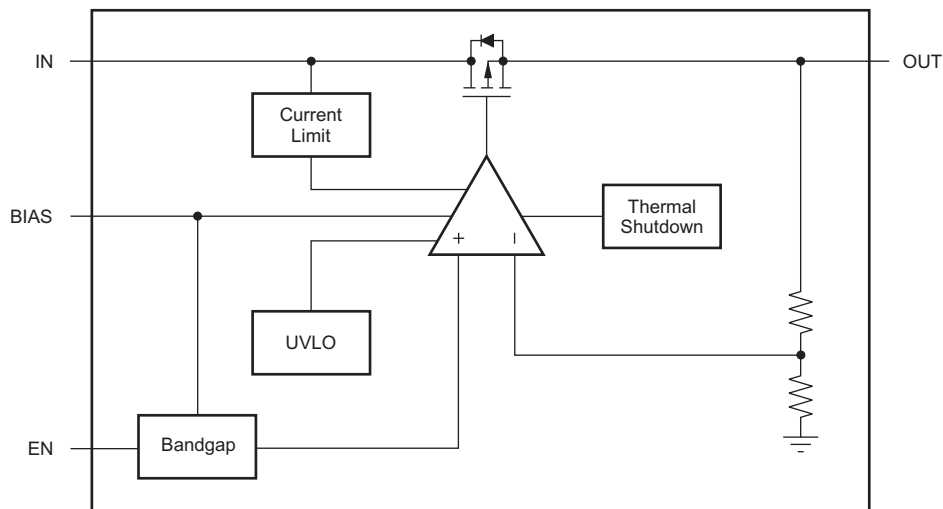 IN
OUT
Current
Limit
BIAS
Thermal
Shutdown
+
–
UVLO
EN
Bandgap